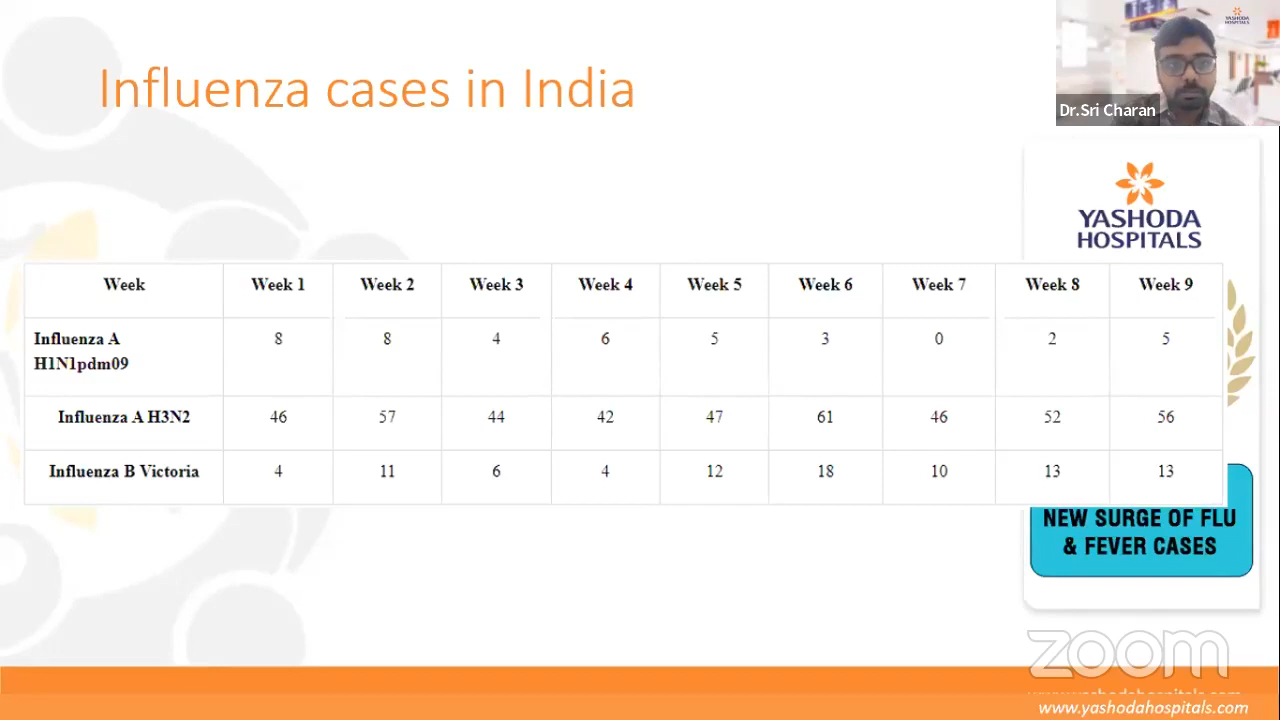 Influenza cases in India
YASHODA
HOSPITALS
Dr.Sri Charan
YASHODA
HOSPITALS
Week Week 1 Week 2 Week 3 Week 4 Week 5 Week 6 Week 7 Week 8 Week 9
Influenza A
H1N1pdm09 8 8 4 6 5 3 0 2 5
Influenza A H3N2 46 57 44 42 47 61 46 52 56
Influenza B Victoria 4 11 6 4 12 18 10 13 13
NEW SURGE OF FLU
& FEVER CASES
zoom
www.yashodahospitals.com